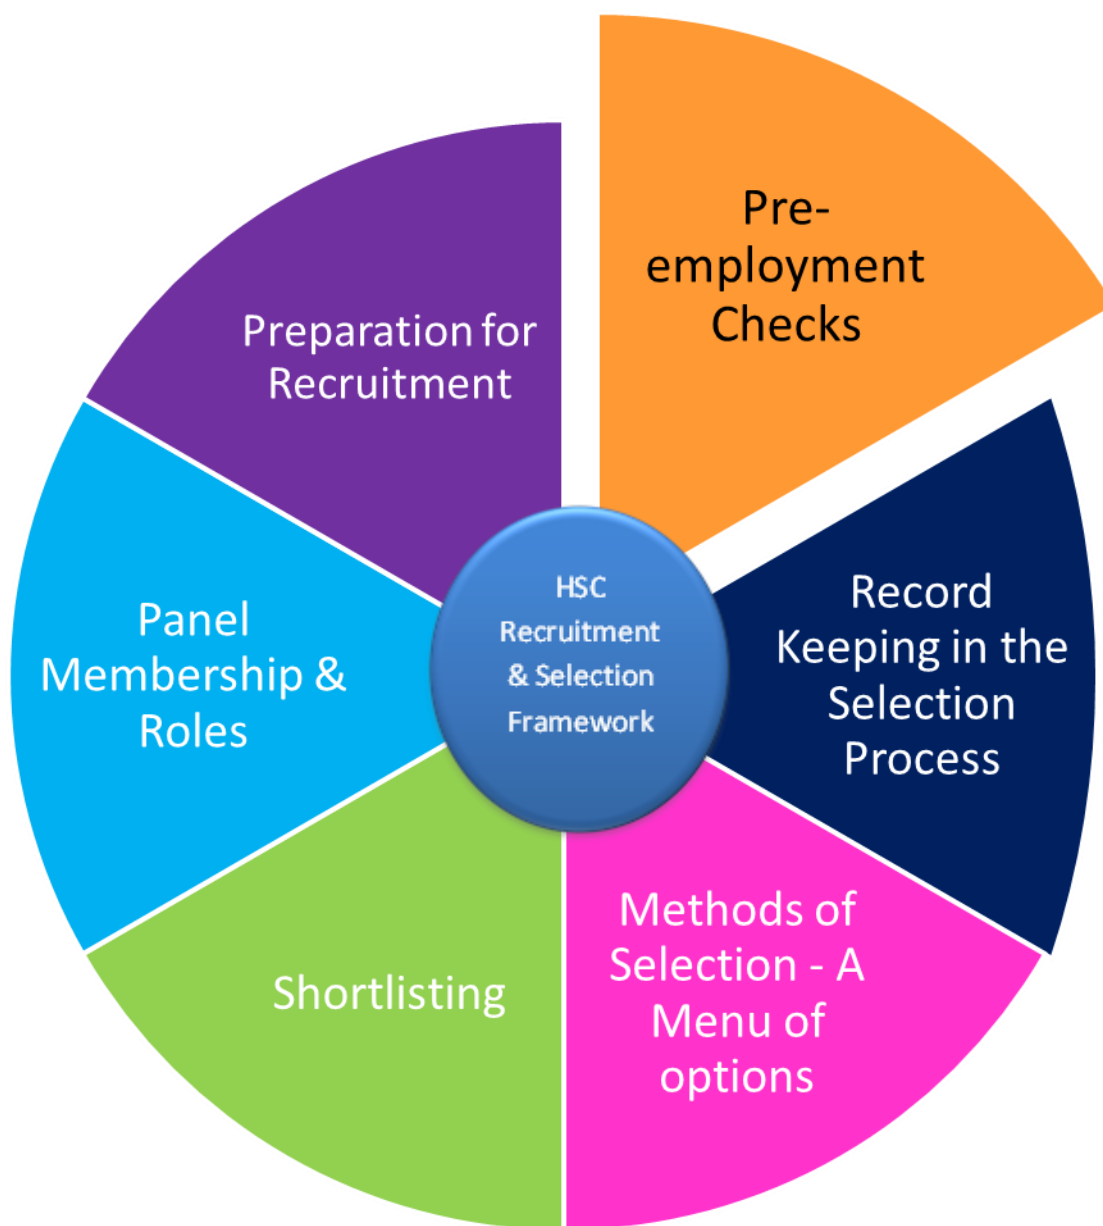 Pre-
employment
Checks
Preparation for
Recruitment
HSC
Recruitment
& Selection
Framework
Record
Keeping in the
Selection
Process
Panel
Membership &
Roles
Methods of
Selection - A
Menu of
options
Shortlisting